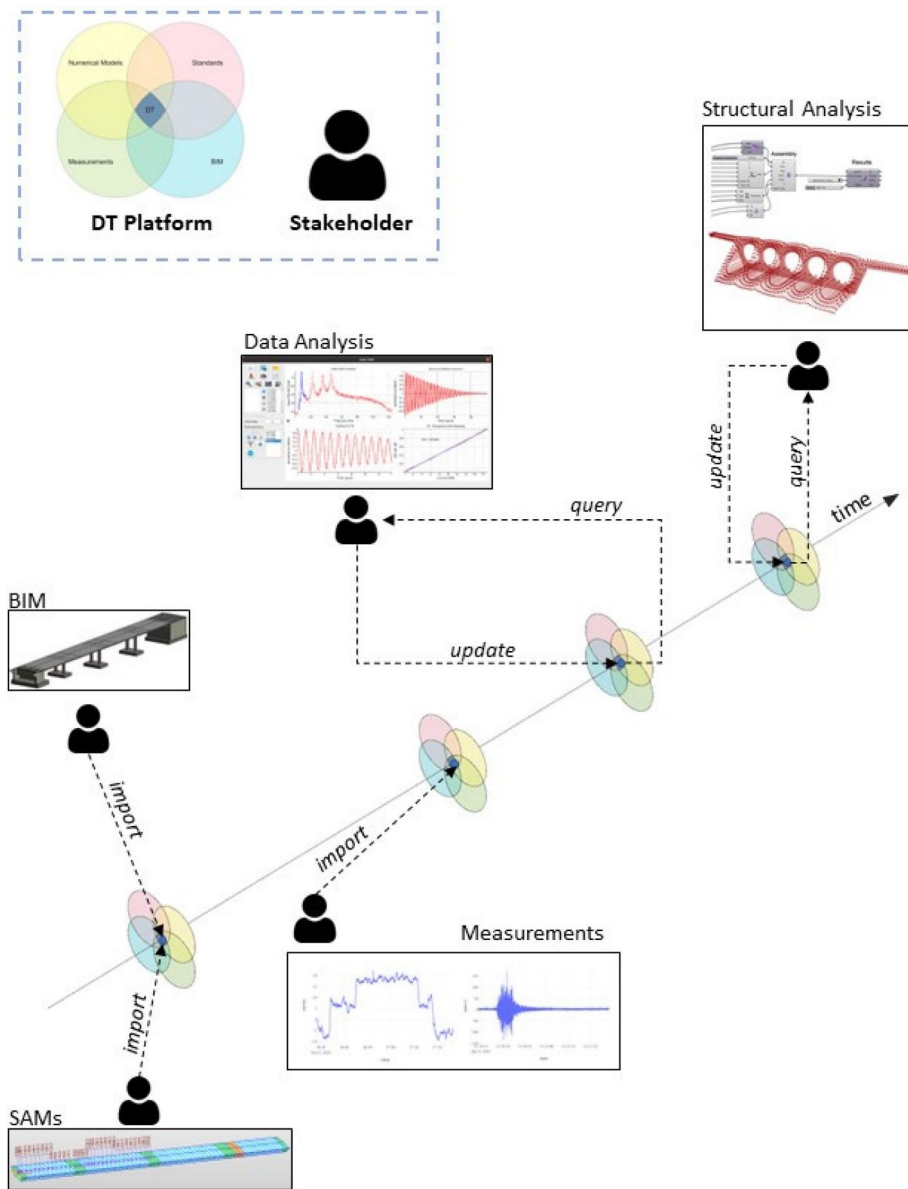 Numerical Models
Standards
DT
Measurements
BIM
DT Platform
Stakeholder
Structural Analysis
Assembly
Results
Data Analysis
update
query
time
query
BIM
update
import
import
Measurements
import
SAMs